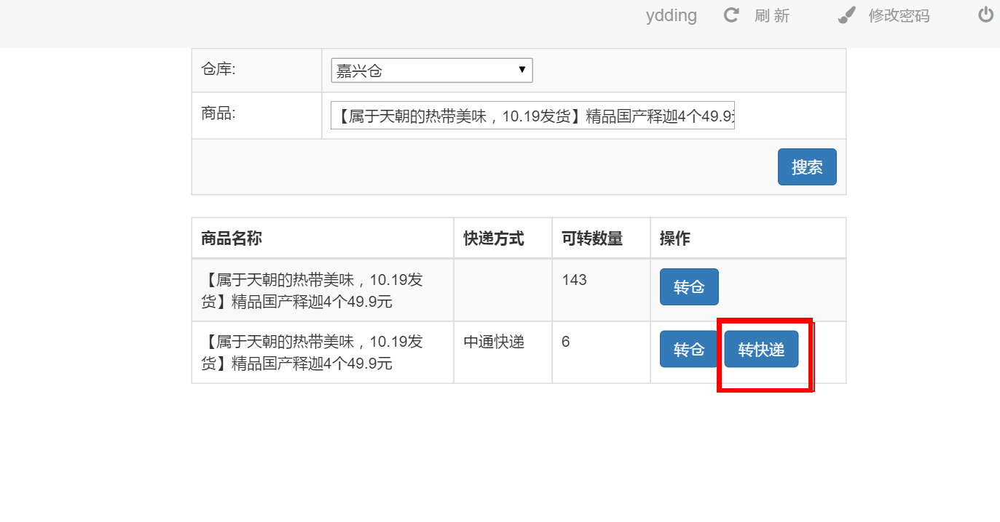 ydding 刷 新 修改密码
仓库: 嘉兴仓
商品: 【属于天朝的热带美味，10.19发货】精品国产释迦4个49.9
搜索
商品名称 快递方式 可转数量 操作
【属于天朝的热带美味，10.19发 143 转仓
货】精品国产释迦4个49.9元
【属于天朝的热带美味，10.19发 中通快递 6 转仓 转快递
货】精品国产释迦4个49.9元